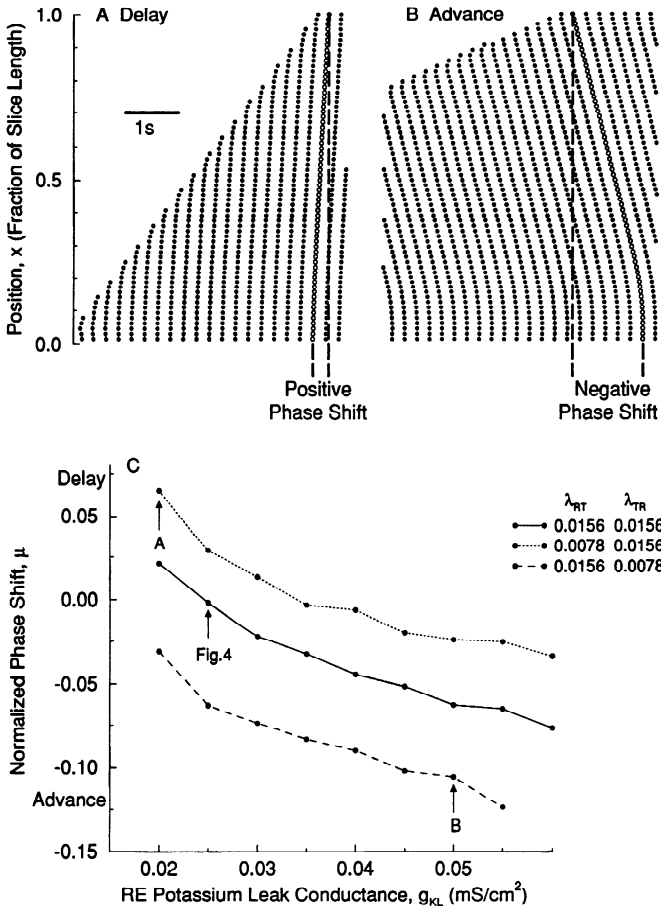 A Delay
B Advance
1.0
0.5
0.0
Position, x (Fraction of Slice Length)
1s
Positive
Phase Shift
Negative
Phase Shift
C
Delay
0.05
0.00
-0.05
-0.10
Advance
-0.15
Normalized Phase Shift, μ
A
Fig.4
B
λRT λTR
0.0156 0.0156
0.0078 0.0156
0.0156 0.0078
0.02 0.03 0.04 0.05
RE Potassium Leak Conductance, gKL (mS/cm²)